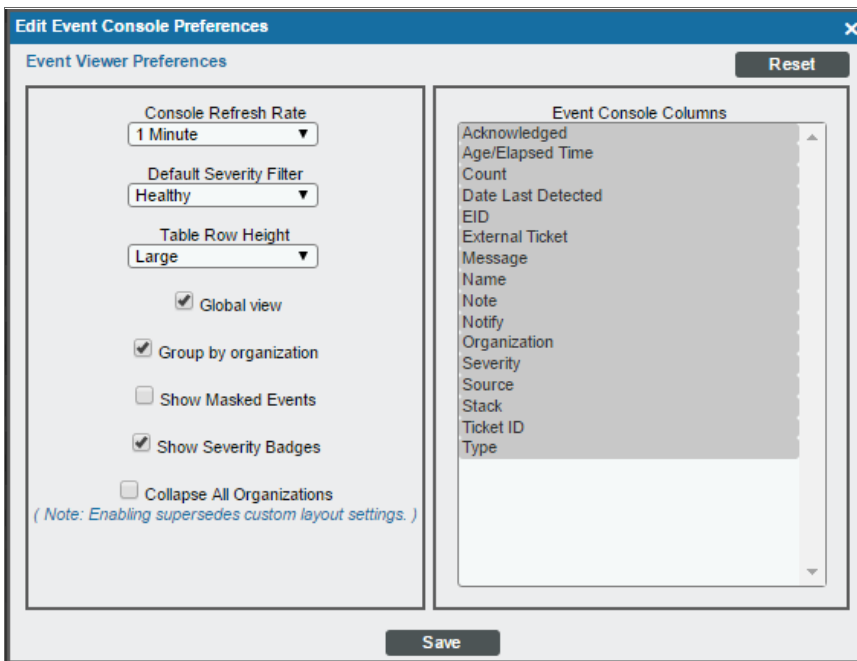 Edit Event Console Preferences
Event Viewer Preferences
Reset
Console Refresh Rate
1 Minute
Default Severity Filter
Healthy
Table Row Height
Large
Global view
Group by organization
Show Masked Events
Show Severity Badges
Collapse All Organizations
( Note: Enabling supersedes custom layout settings. )
Event Console Columns
Acknowledged
Age/Elapsed Time
Count
Date Last Detected
EID
External Ticket
Message
Name
Note
Notify
Organization
Severity
Source
Stack
Ticket ID
Type
Save